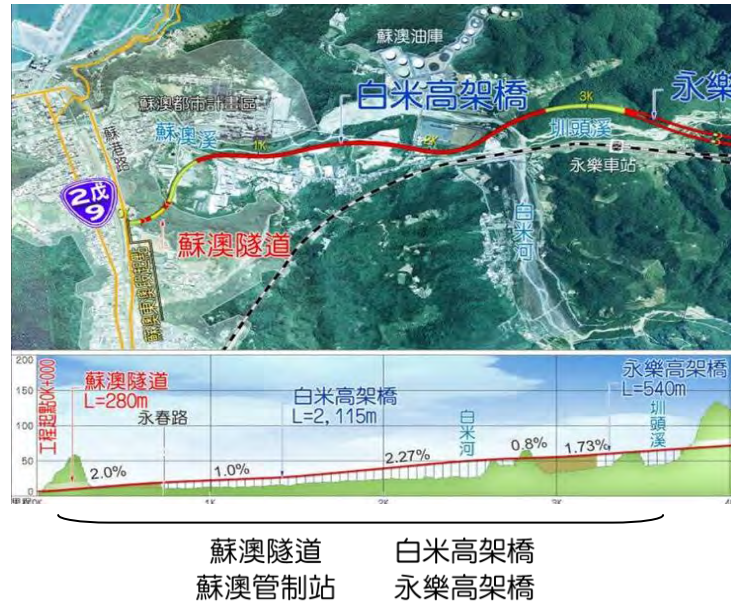 蘇澳油庫
蘇澳都市計畫區
白米高架橋
永樂
3K
蘇澳溪
1K
2K
圳頭溪
蘇港路
永樂車站
2戊
9
白米河
蘇澳隧道
200
永樂高架橋
L=540m
工程起點0K+000
蘇澳隧道
L=280m
白米高架橋
L=2,115m
150
永春路
白米河
圳頭溪
100
2.27%
0.8%
1.73%
50
2.0%
1.0%
0
1K
2K
3K
蘇澳隧道 白米高架橋
蘇澳管制站 永樂高架橋